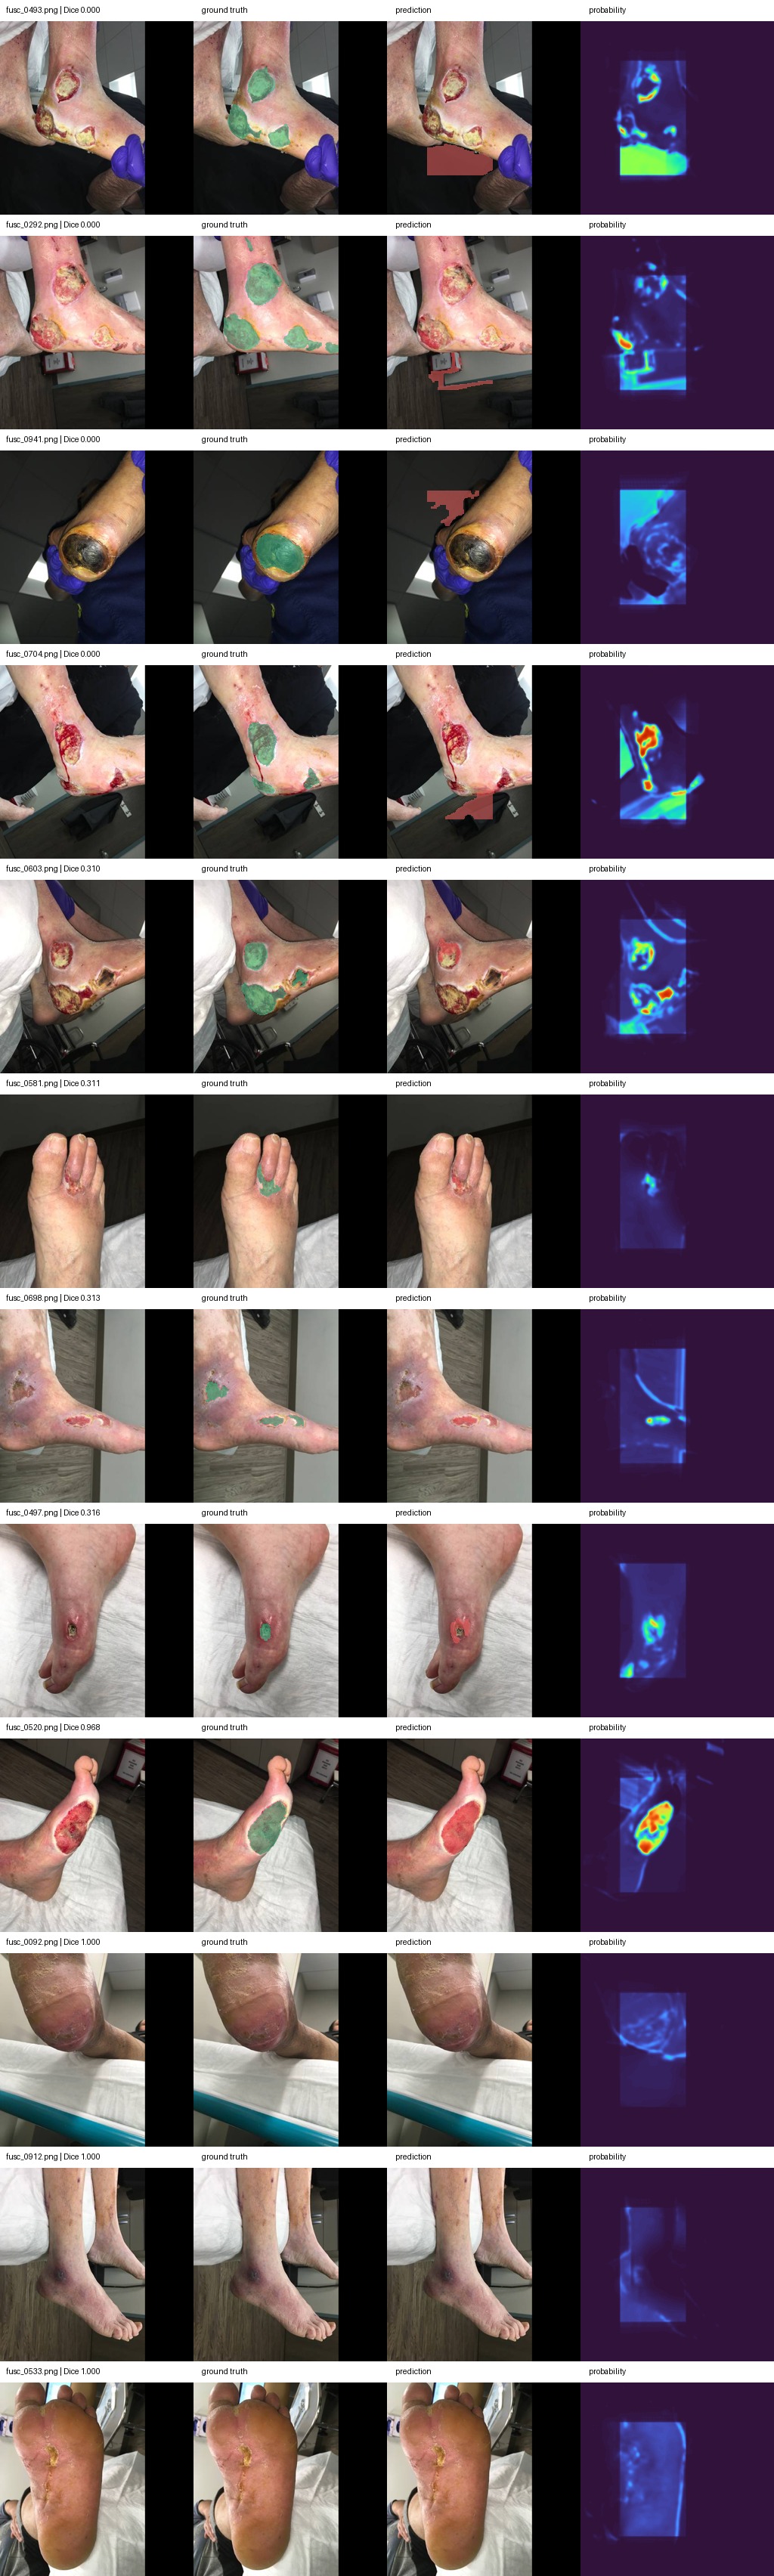 fusc_0493.png | Dice 0.000 ground truth prediction probability
fusc_0292.png | Dice 0.000 ground truth prediction probability
fusc_0941.png | Dice 0.000 ground truth prediction probability
fusc_0704.png | Dice 0.000 ground truth prediction probability
fusc_0603.png | Dice 0.310 ground truth prediction probability
fusc_0581.png | Dice 0.311 ground truth prediction probability
fusc_0698.png | Dice 0.313 ground truth prediction probability
fusc_0497.png | Dice 0.316 ground truth prediction probability
fusc_0520.png | Dice 0.968 ground truth prediction probability
fusc_0092.png | Dice 1.000 ground truth prediction probability
fusc_0912.png | Dice 1.000 ground truth prediction probability
fusc_0533.png | Dice 1.000 ground truth prediction probability